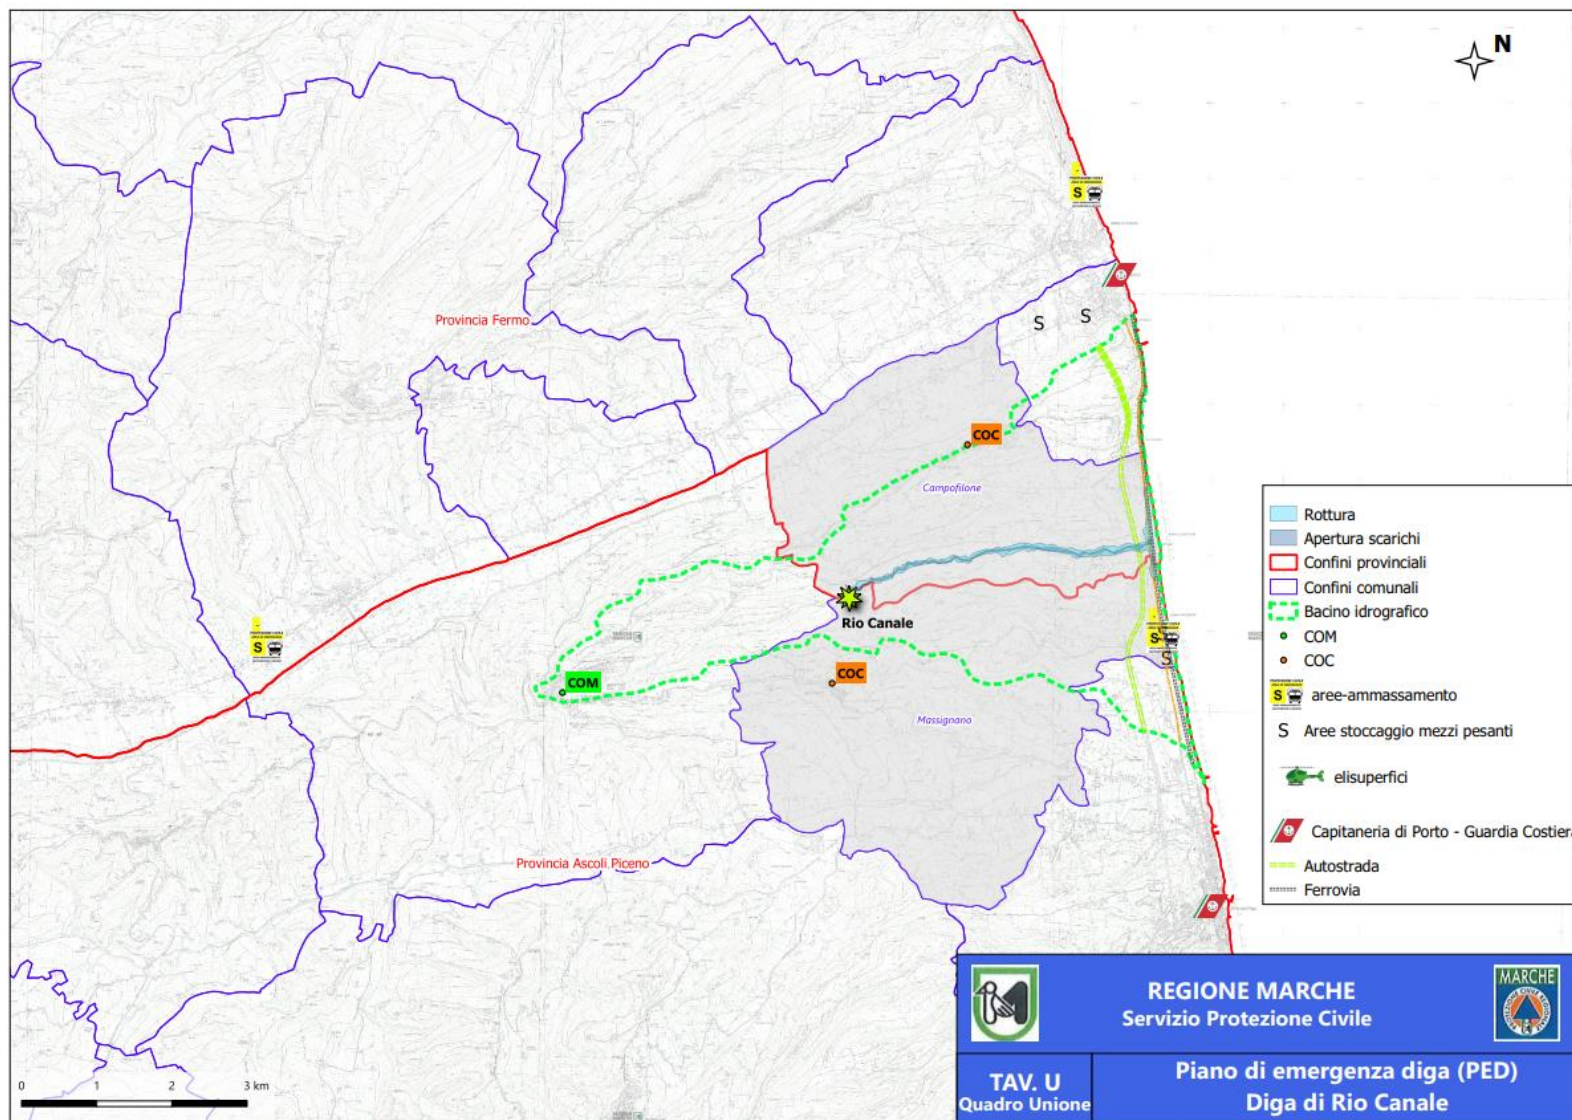 N
S
Provincia Fermo
S
S
COC
Campofilone
Rio Canale
S
S
S
COM
COC
Massignano
Provincia Ascoli Piceno
Rottura
Apertura scarichi
Confini provinciali
Confini comunali
Bacino idrografico
COM
COC
S aree-ammassamento
S Aree stoccaggio mezzi pesanti
elisuperfici
Capitaneria di Porto - Guardia Costiera
Autostrada
Ferrovia
REGIONE MARCHE
Servizio Protezione Civile
MARCHE
TAV. U
Quadro Unione
Piano di emergenza diga (PED)
Diga di Rio Canale
0 1 2 3 km